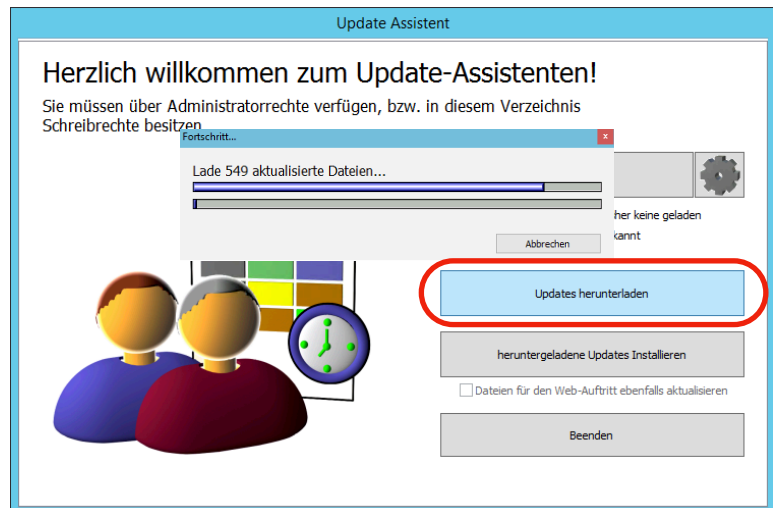 Update Assistent
Herzlich willkommen zum Update-Assistenten!
Sie müssen über Administratorrechte verfügen, bzw. in diesem Verzeichnis
Schreibrechte besitzen
Fortschritt...
x
Lade 549 aktualisierte Dateien...
Abbrechen
keine geladen
Updates herunterladen
heruntergeladene Updates Installieren
Dateien für den Web-Auftritt ebenfalls aktualisieren
Beenden